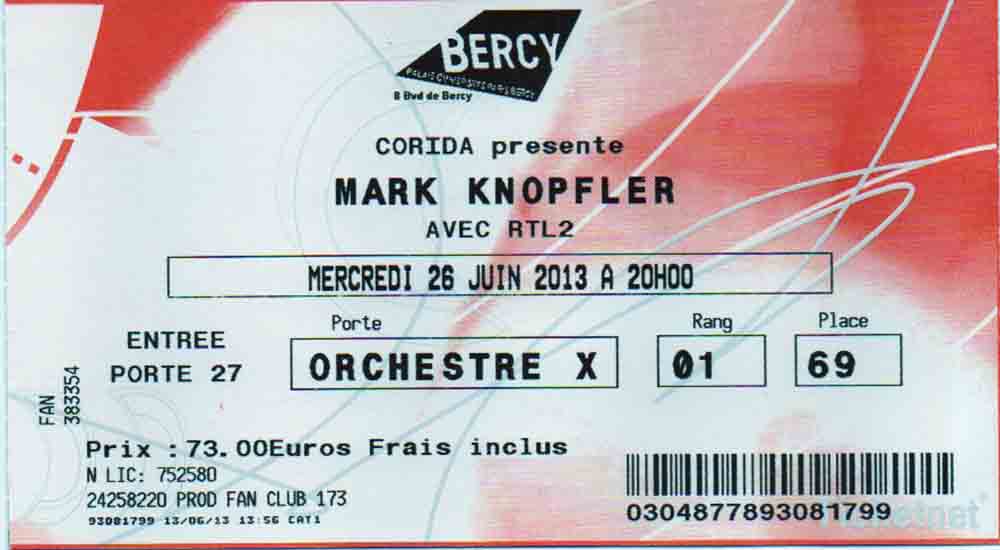 BERCY
PALAIS OMNISPORTS PARIS BERCY
8 Bvd de Bercy
CORIDA presente
MARK KNOPFLER
AVEC RTL2
MERCREDI 26 JUIN 2013 A 20H00
ENTREE
PORTE 27
Porte
ORCHESTRE X
Rang
01
Place
69
FAN
383354
Prix : 73.00Euros Frais inclus
N LIC: 752580
24258220 PROD FAN CLUB 173
93081799 13/06/13 13:56 CAT1
0304877893081799